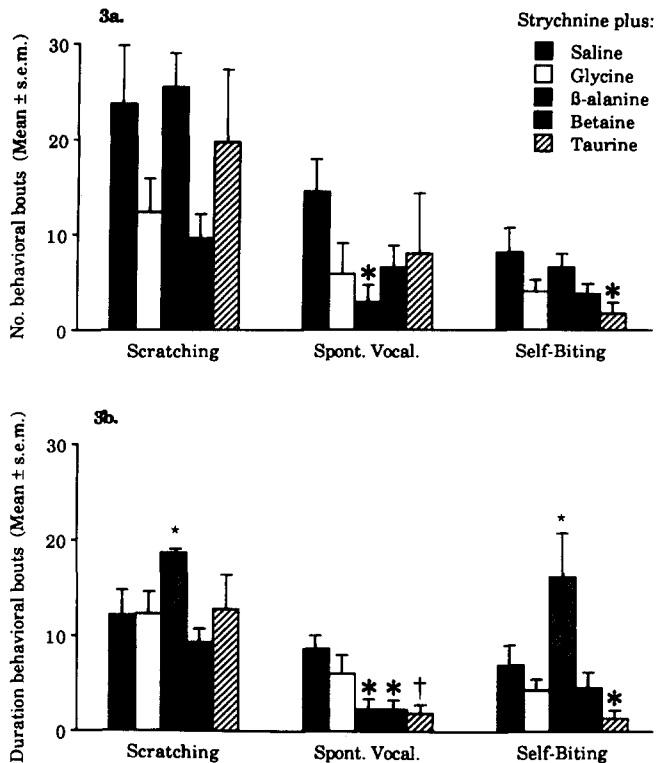 3a.
Strychnine plus:
Saline
Glycine
ß-alanine
Betaine
Taurine
No. behavioral bouts (Mean ± s.e.m.)
30
20
10
0
*
*
Scratching
Spont. Vocal.
Self-Biting
3b.
Duration behavioral bouts (Mean ± s.e.m.)
30
20
10
0
*
* * †
*
*
Scratching
Spont. Vocal.
Self-Biting